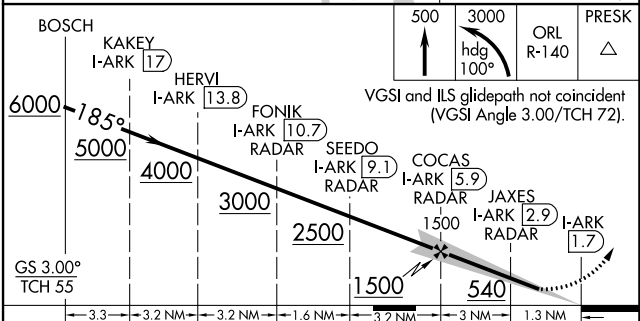 500
3000
hdg
100°
ORL
R-140
PRESK
VGSI and ILS glidepath not coincident
(VGSI Angle 3.00/TCH 72).
BOSCH
KAKEY
I-ARK 17
HERVI
I-ARK 13.8
FONIK
I-ARK 10.7
RADAR
SEEDO
I-ARK 9.1
RADAR
COCAS
I-ARK 5.9
RADAR
1500
JAXES
I-ARK 2.9
RADAR
I-ARK
1.7
6000
185°
5000
4000
3000
2500
1500
540
GS 3.00°
TCH 55
3.3
3.2 NM
3.2 NM
1.6 NM
3.2 NM
3 NM
1.3 NM